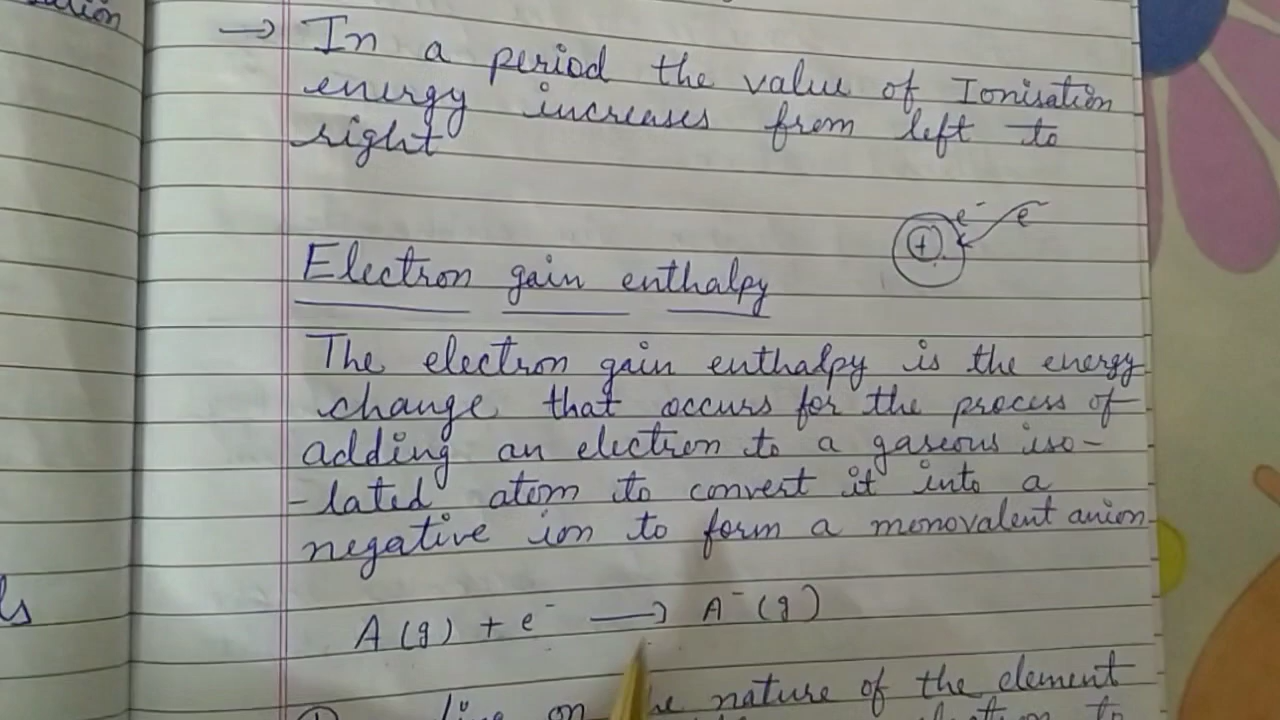 → In a period the value of Ionisation
energy increases from left to
right
e⁻ e⁻
+
Electron gain enthalpy
The electron gain enthalpy is the energy
change that occurs for the process of
adding an electron to a gaseous iso-
-lated atom to convert it into a
negative ion to form a monovalent anion
A(g) + e⁻ ⟶ A⁻(g)
on nature of the element
to